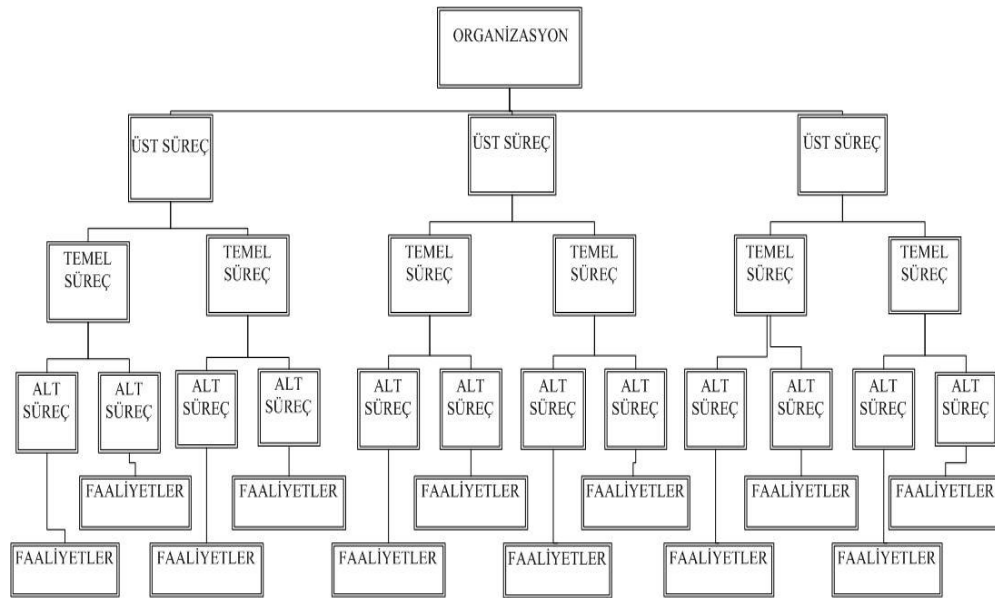 ORGANİZASYON
ÜST SÜREÇ
ÜST SÜREÇ
ÜST SÜREÇ
TEMEL
SÜREÇ
TEMEL
SÜREÇ
TEMEL
SÜREÇ
TEMEL
SÜREÇ
TEMEL
SÜREÇ
TEMEL
SÜREÇ
ALT
SÜREÇ
ALT
SÜREÇ
ALT
SÜREÇ
ALT
SÜREÇ
ALT
SÜREÇ
ALT
SÜREÇ
ALT
SÜREÇ
ALT
SÜREÇ
ALT
SÜREÇ
ALT
SÜREÇ
ALT
SÜREÇ
ALT
SÜREÇ
FAALİYETLER
FAALİYETLER
FAALİYETLER
FAALİYETLER
FAALİYETLER
FAALİYETLER
FAALİYETLER
FAALİYETLER
FAALİYETLER
FAALİYETLER
FAALİYETLER
FAALİYETLER